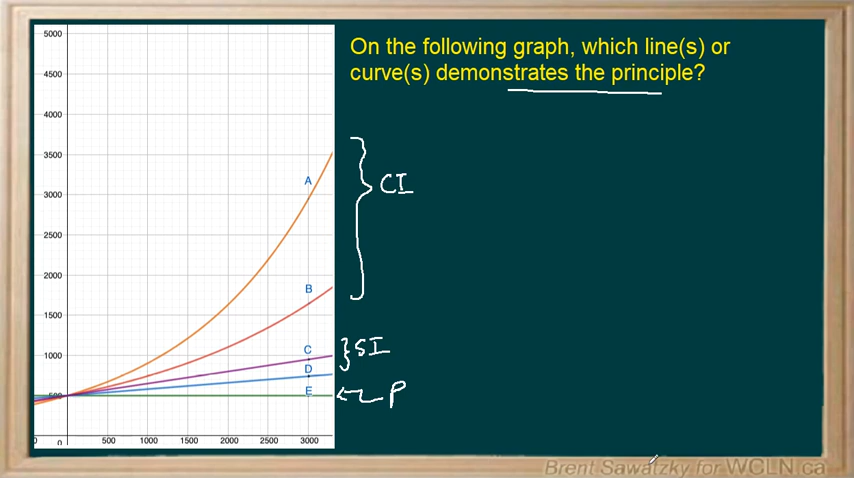 On the following graph, which line(s) or
curve(s) demonstrates the principle?
5000
4500
4000
3500
3000
2500
2000
1500
1000
500
A
B
C
D
E
CI
SI
P
0
0
500
1000
1500
2000
2500
3000
Brent Sawatzky for WCLN.ca